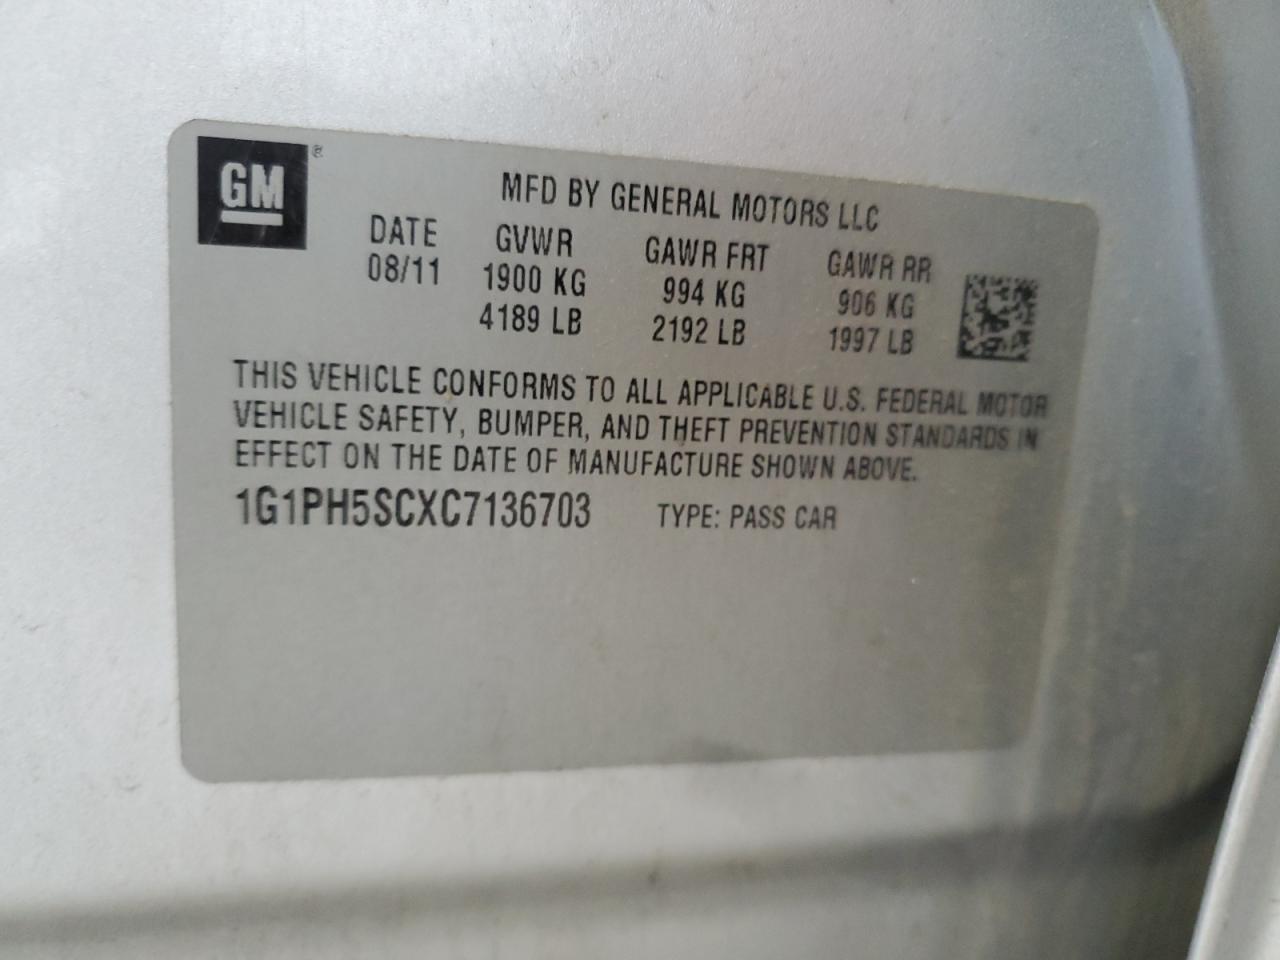 GM ®
MFD BY GENERAL MOTORS LLC
DATE GVWR GAWR FRT GAWR RR
08/11 1900 KG 994 KG 906 KG
4189 LB 2192 LB 1997 LB
THIS VEHICLE CONFORMS TO ALL APPLICABLE U.S. FEDERAL MOTOR
VEHICLE SAFETY, BUMPER, AND THEFT PREVENTION STANDARDS IN
EFFECT ON THE DATE OF MANUFACTURE SHOWN ABOVE.
1G1PH5SCXC7136703 TYPE: PASS CAR